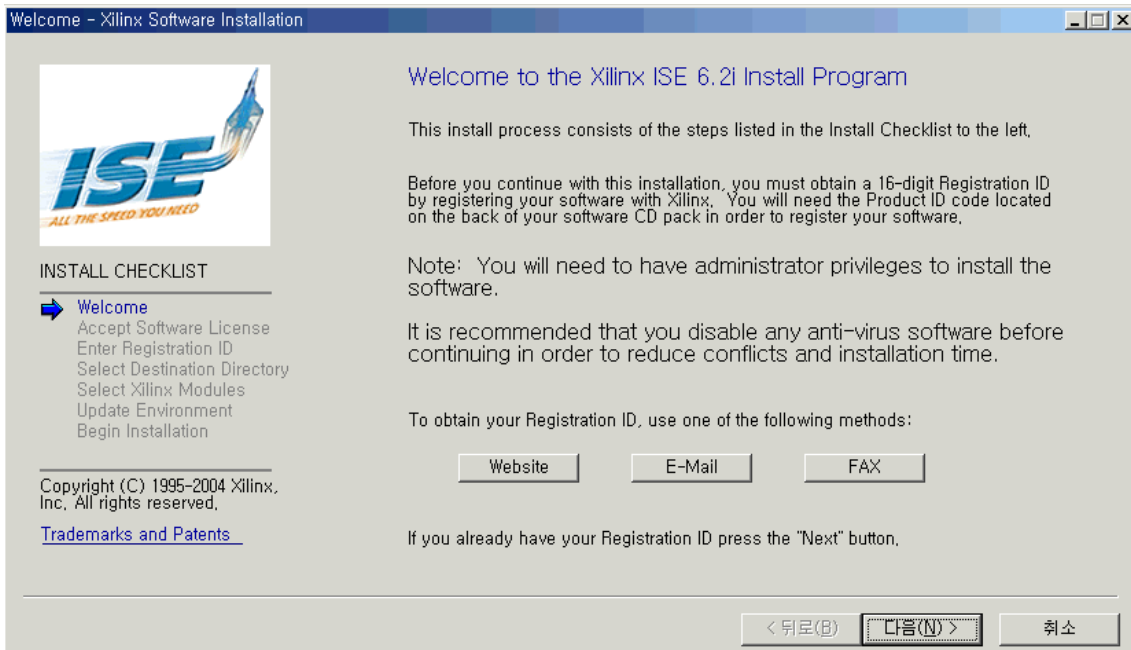 Welcome - Xilinx Software Installation
ISE
ALL THE SPEED YOU NEED
INSTALL CHECKLIST
Welcome
Accept Software License
Enter Registration ID
Select Destination Directory
Select Xilinx Modules
Update Environment
Begin Installation
Copyright (C) 1995-2004 Xilinx,
Inc. All rights reserved.
Trademarks and Patents
Welcome to the Xilinx ISE 6.2i Install Program
This install process consists of the steps listed in the Install Checklist to the left.
Before you continue with this installation, you must obtain a 16-digit Registration ID
by registering your software with Xilinx. You will need the Product ID code located
on the back of your software CD pack in order to register your software.
Note: You will need to have administrator privileges to install the
software.
It is recommended that you disable any anti-virus software before
continuing in order to reduce conflicts and installation time.
To obtain your Registration ID, use one of the following methods:
Website E-Mail FAX
If you already have your Registration ID press the "Next" button.
< 뒤로(B) 다음(N) > 취소